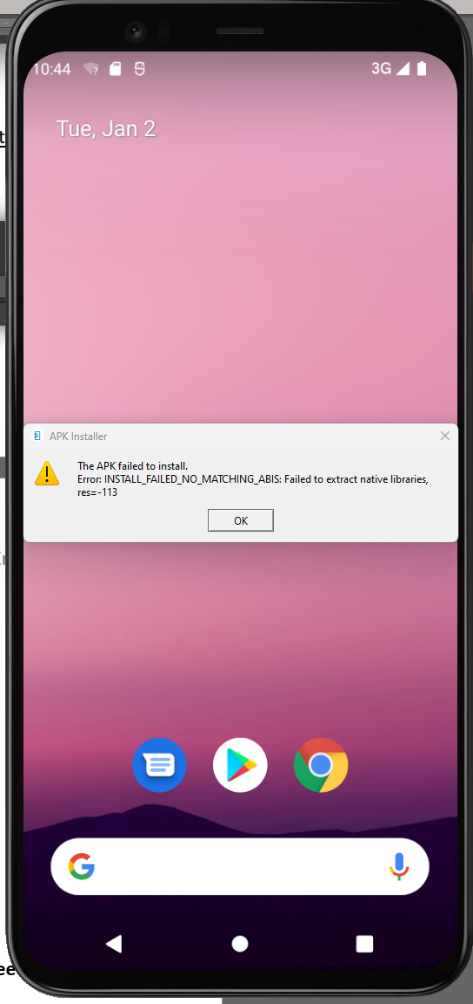 10:44
3G
Tue, Jan 2
APK Installer
The APK failed to install.
Error: INSTALL_FAILED_NO_MATCHING_ABIS: Failed to extract native libraries,
res=-113
OK
G
ee